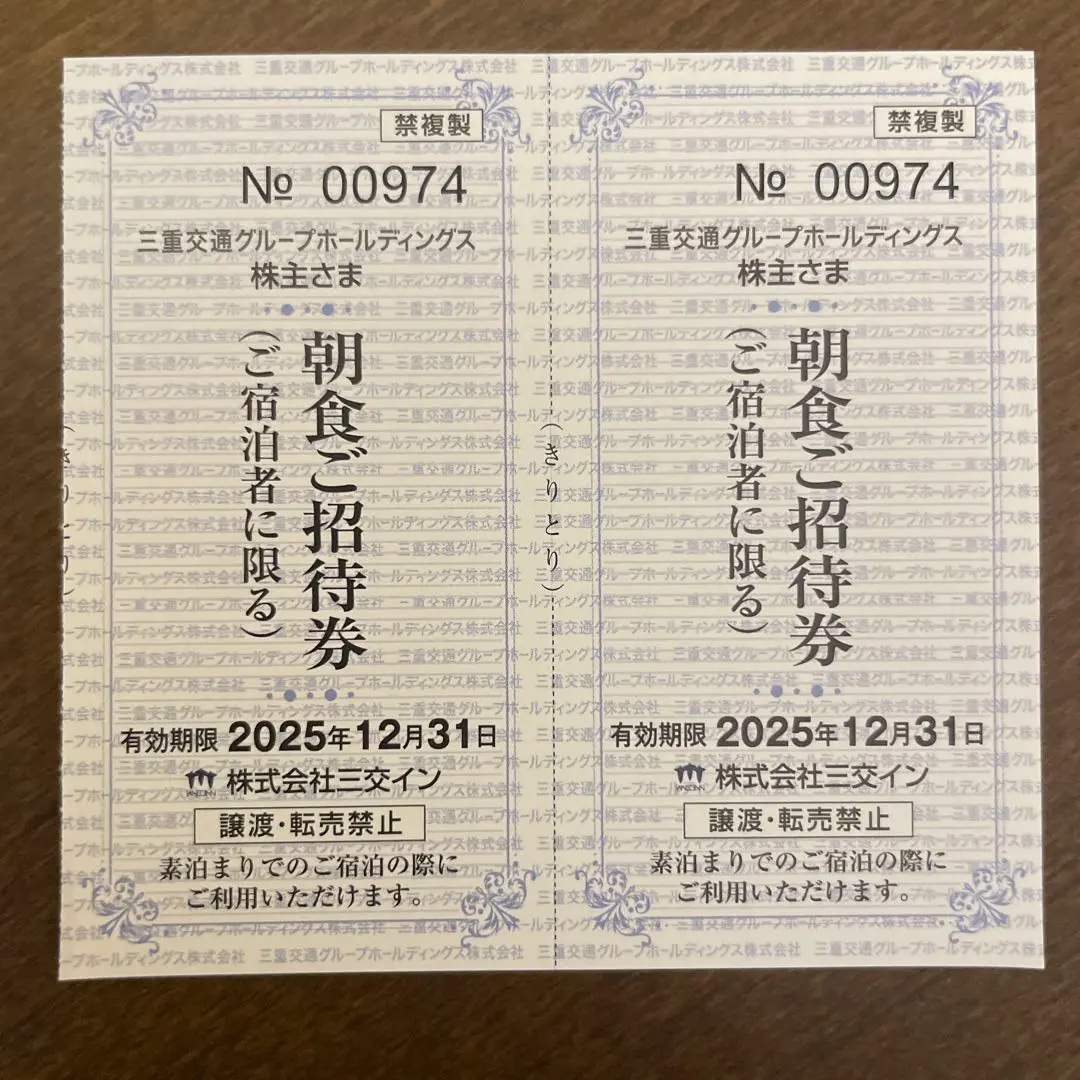 禁複製
№ 00974
三重交通グループホールディングス
株主さま
朝食ご招待券
(ご宿泊者に限る)
有効期限 2025年12月31日
株式会社三交イン
譲渡・転売禁止
素泊まりでのご宿泊の際に
ご利用いただけます。
(きりとり)
禁複製
№ 00974
三重交通グループホールディングス
株主さま
朝食ご招待券
(ご宿泊者に限る)
有効期限 2025年12月31日
株式会社三交イン
譲渡・転売禁止
素泊まりでのご宿泊の際に
ご利用いただけます。